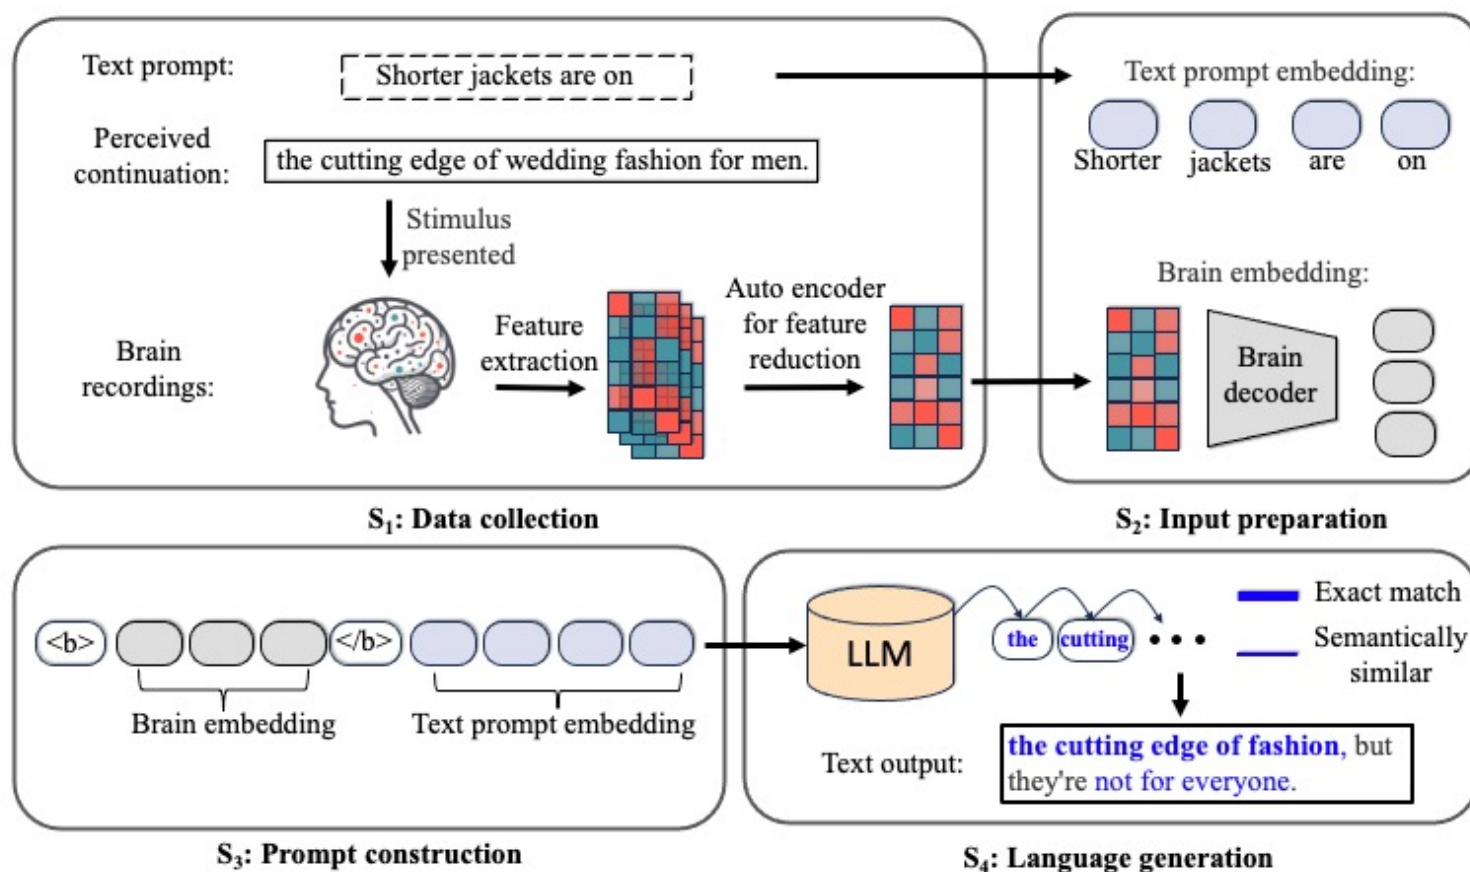 Text prompt:
Shorter jackets are on
Perceived
continuation:
the cutting edge of wedding fashion for men.
Stimulus
presented
Brain
recordings:
Feature
extraction
Auto encoder
for feature
reduction
S₁: Data collection
Text prompt embedding:
Shorter jackets are on
Brain embedding:
Brain
decoder
S₂: Input preparation
<b> </b>
Brain embedding
Text prompt embedding
S₃: Prompt construction
LLM
the cutting •••
Exact match
Semantically
similar
Text output:
the cutting edge of fashion, but
they're not for everyone.
S₄: Language generation